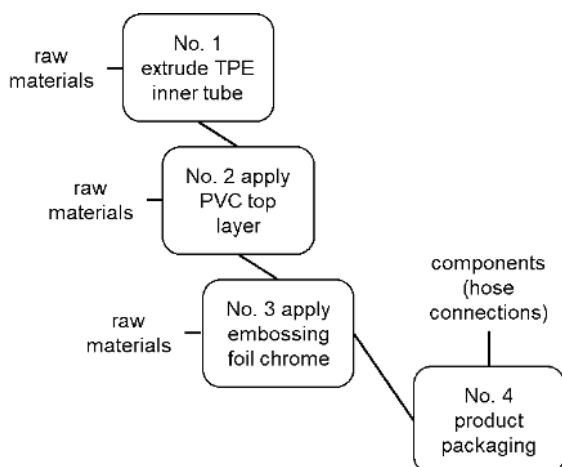 raw
materials
No. 1
extrude TPE
inner tube
raw
materials
No. 2 apply
PVC top
layer
raw
materials
No. 3 apply
embossing
foil chrome
components
(hose
connections)
No. 4
product
packaging